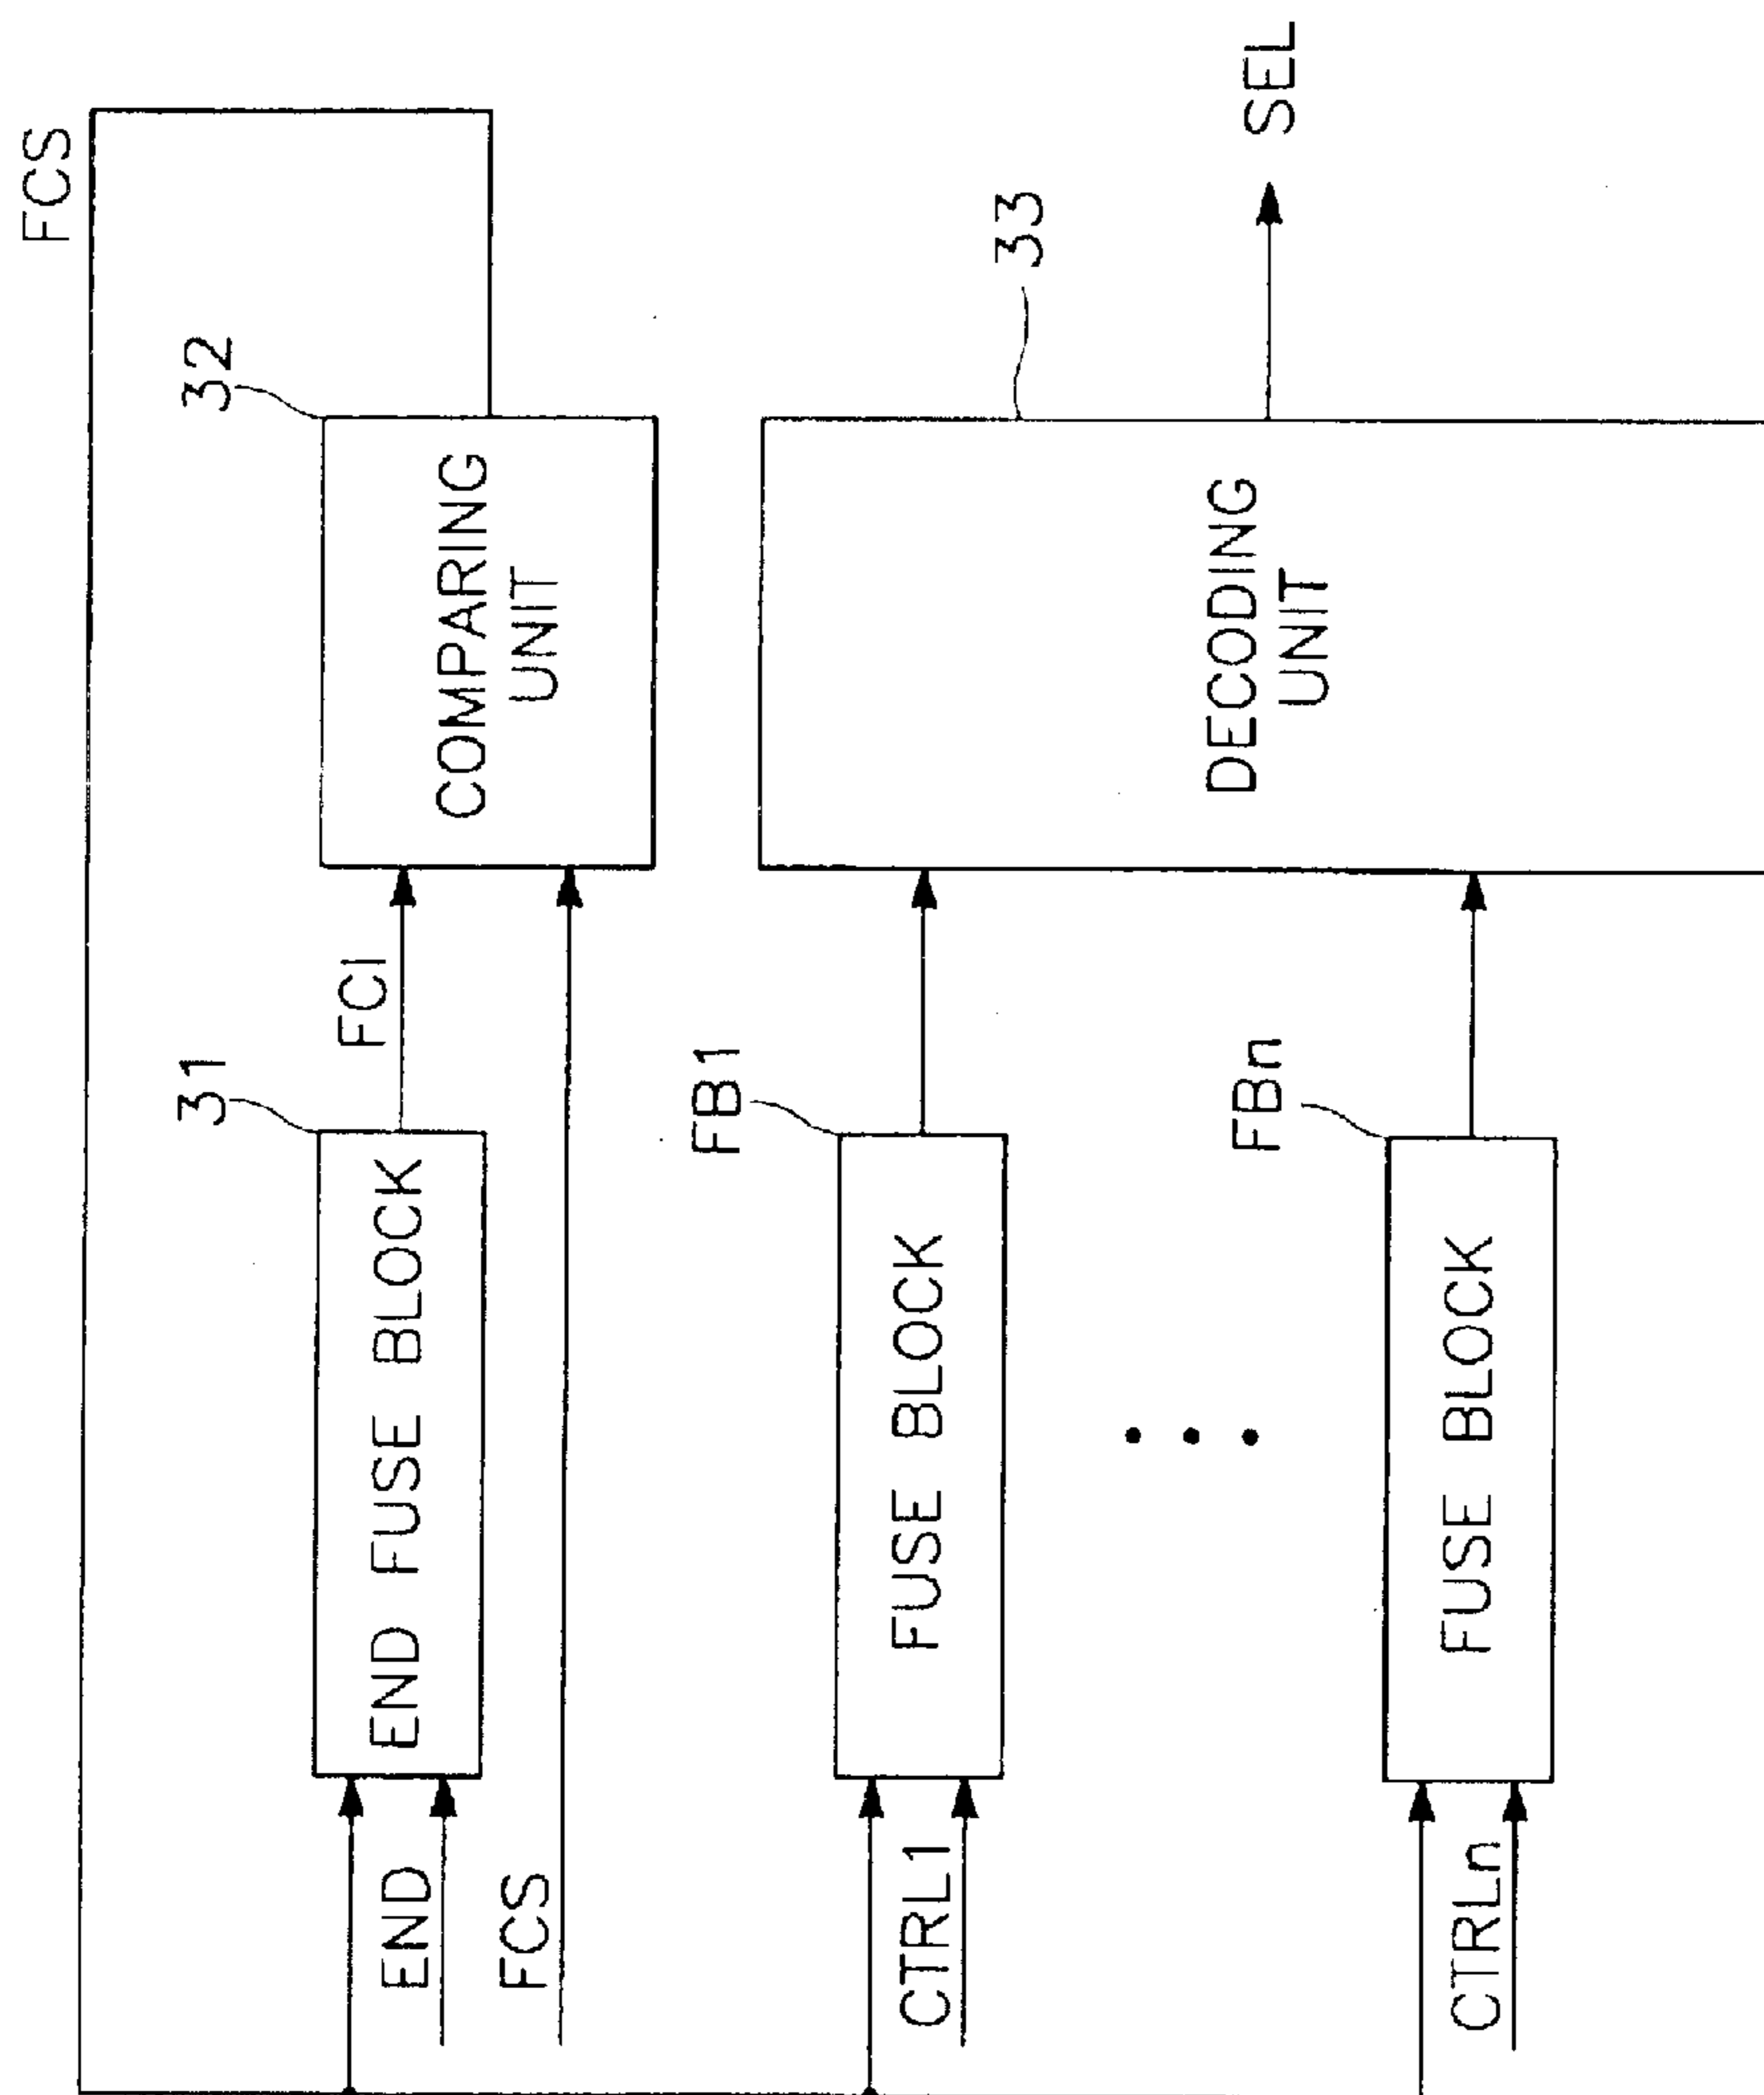 FCS
31
32
END FUSE BLOCK
FCI
COMPARING
UNIT
END
FCS
FB1
33
FUSE BLOCK
CTRL1
DECODING
UNIT
SEL
FBn
FUSE BLOCK
CTRLn